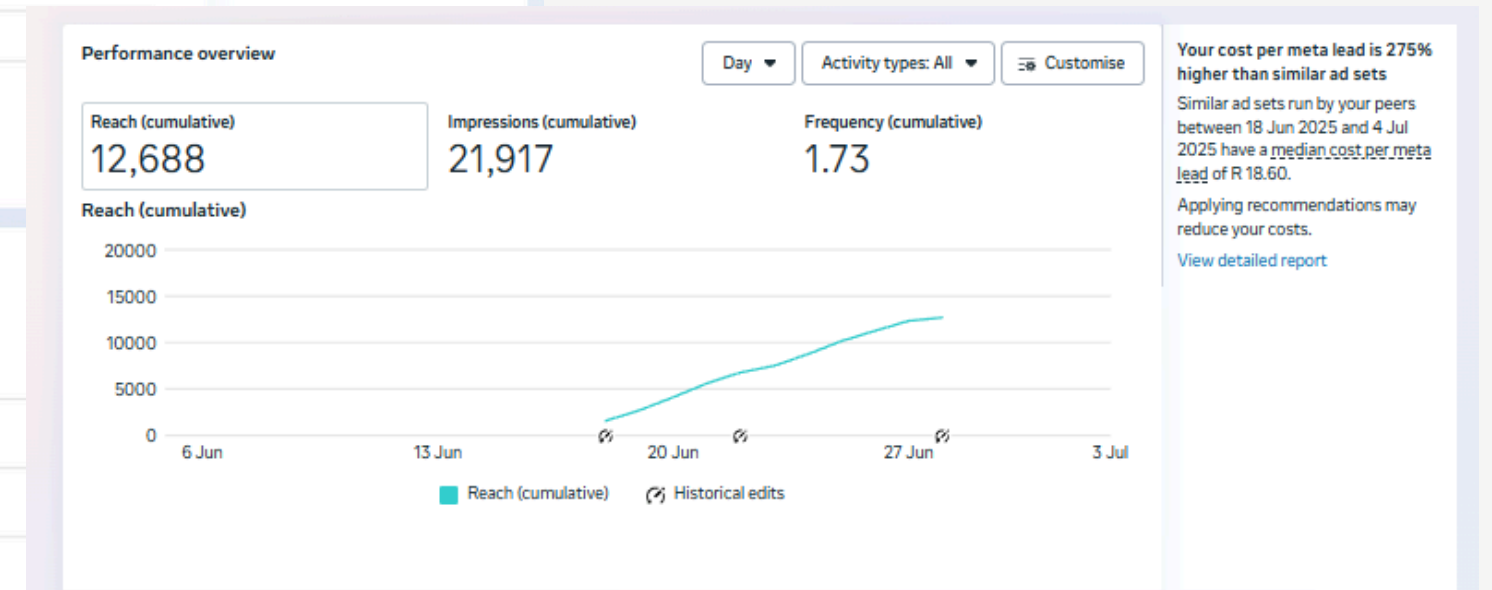 Performance overview
Day
Activity types: All
Customise
Reach (cumulative)
12,688
Impressions (cumulative)
21,917
Frequency (cumulative)
1.73
Reach (cumulative)
20000
15000
10000
5000
0
6 Jun
13 Jun
20 Jun
27 Jun
3 Jul
Reach (cumulative)
Historical edits
Your cost per meta lead is 275%
higher than similar ad sets
Similar ad sets run by your peers
between 18 Jun 2025 and 4 Jul
2025 have a median cost per meta
lead of R 18.60.
Applying recommendations may
reduce your costs.
View detailed report